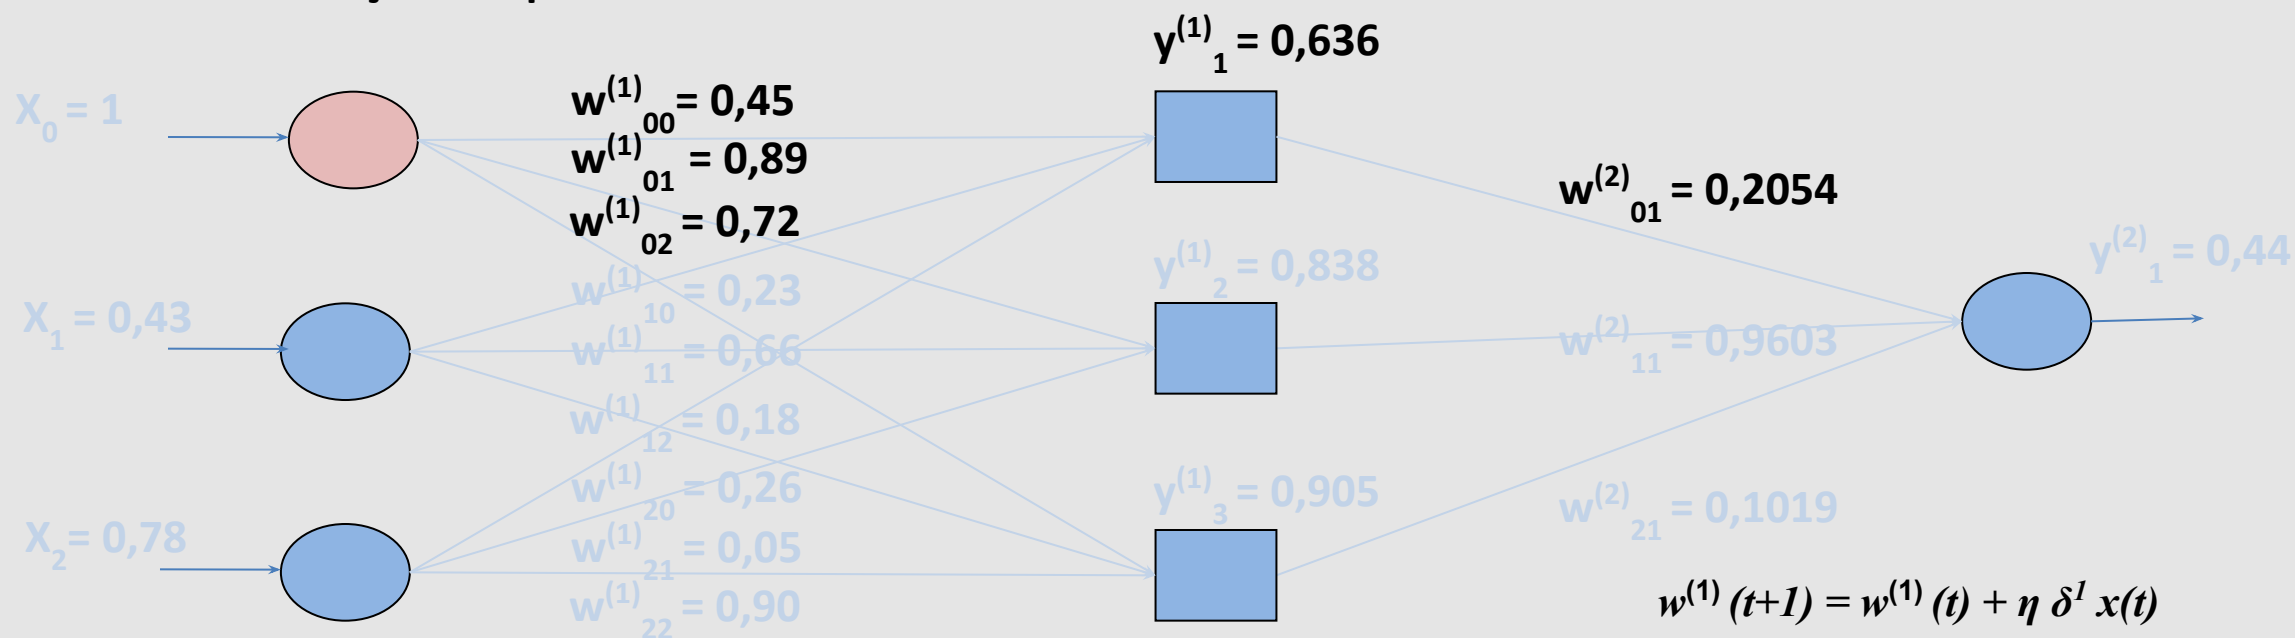 y(1)1 = 0,636
X0 = 1
w(1)00 = 0,45
w(1)01 = 0,89
w(1)02 = 0,72
w(2)01 = 0,2054
y(1)2 = 0,838
y(2)1 = 0,44
X1 = 0,43
w(1)10 = 0,23
w(1)11 = 0,66
w(2)11 = 0,9603
w(1)12 = 0,18
y(1)3 = 0,905
w(1)20 = 0,26
w(2)21 = 0,1019
X2 = 0,78
w(1)21 = 0,05
w(1)22 = 0,90
w(1) (t+1) = w(1) (t) + η δ1 x(t)